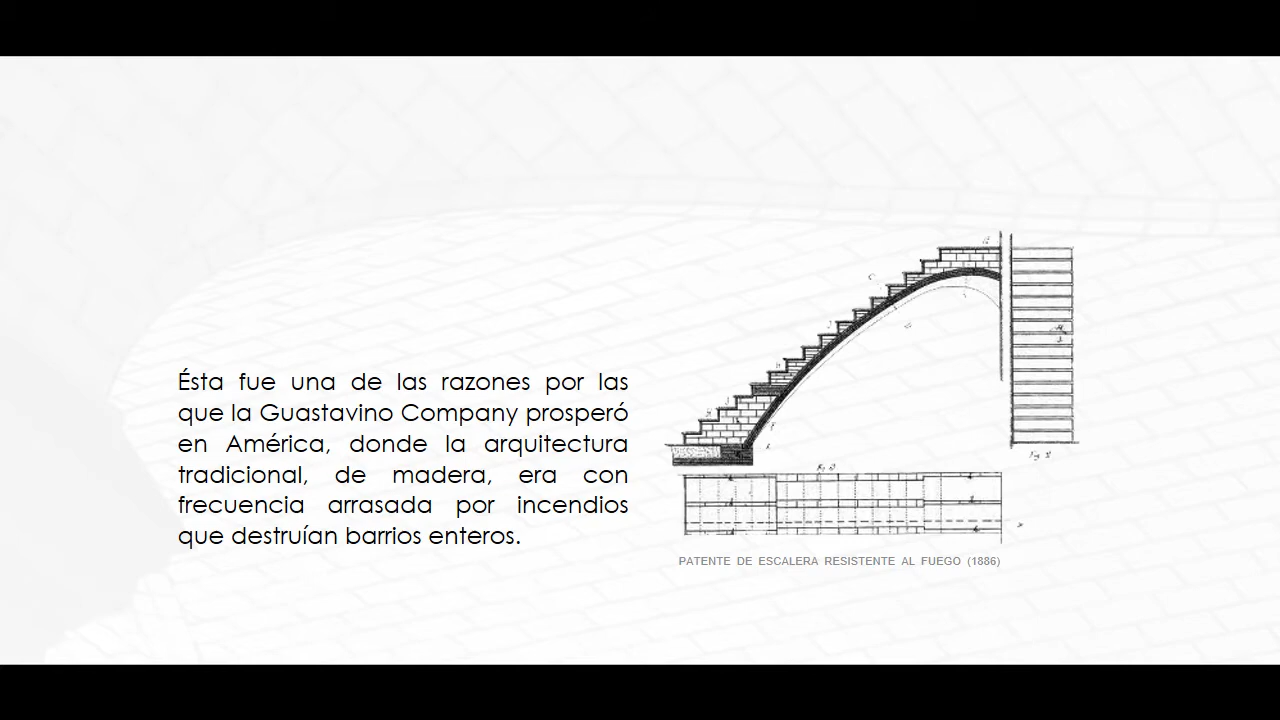 Ésta fue una de las razones por las
que la Guastavino Company prosperó
en América, donde la arquitectura
tradicional, de madera, era con
frecuencia arrasada por incendios
que destruían barrios enteros.
PATENTE DE ESCALERA RESISTENTE AL FUEGO (1886)